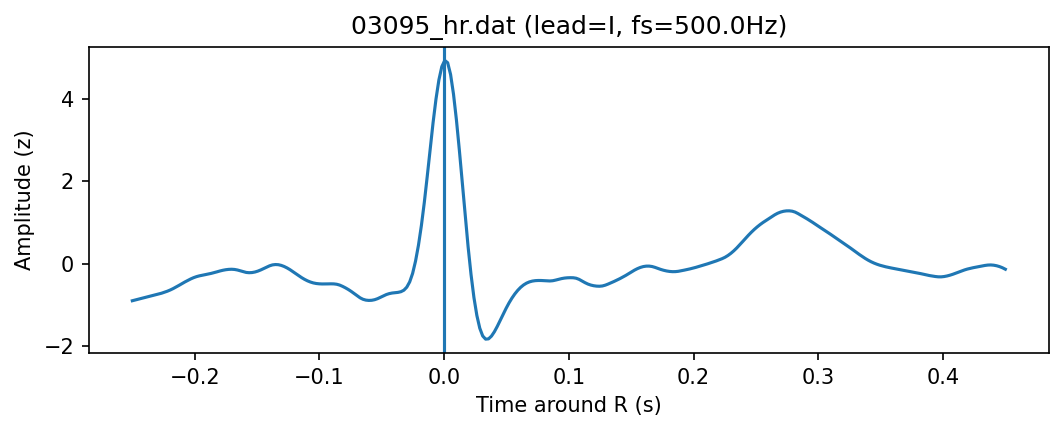 03095_hr.dat (lead=I, fs=500.0Hz)
Amplitude (z)
4
2
0
−2
−0.2 −0.1 0.0 0.1 0.2 0.3 0.4
Time around R (s)